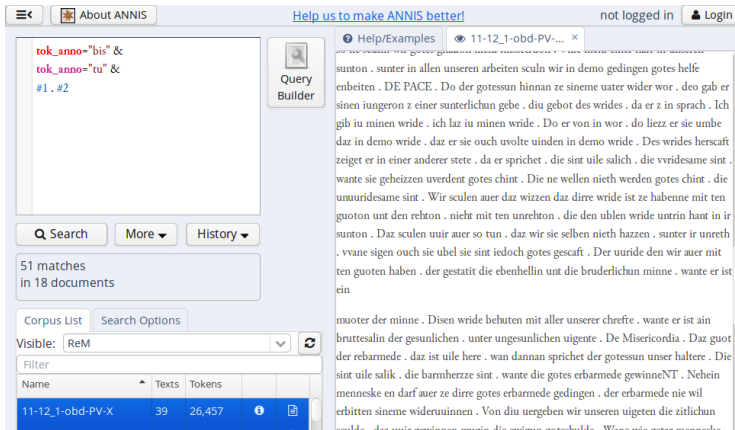 About ANNIS
Help us to make ANNIS better!
not logged in
Login
tok_anno="bis" &
tok_anno="tu" &
#1 . #2
Query
Builder
Search
More
History
51 matches
in 18 documents
Corpus List
Search Options
Visible:
ReM
Filter
Name
Texts
Tokens
11-12_1-obd-PV-X
39
26,457
Help/Examples
11-12_1-obd-PV-... ×
sunton . sunter in allen unseren arbeiten sculn wir in demo gedingen gotes helfe
enbeiten . DE PACE . Do der gotessun hinnan ze sineme uater wider wor . deo gab er
sinen iungeron z einer sunterlichun gebe . diu gebot des wrides . da er z in sprach . Ich
gib iu minen wride . ich laz iu minen wride . Do er von in wor . do liezz er sie umbe
daz in demo wride . daz er sie ouch uvolte uinden in demo wride . Des wrides herscaft
zeiget er in einer anderer stete . da er sprichet . die sint uile salich . die vvridesame sint .
wante sie geheizzen uverdent gotes chint . Die ne wellen nieth werden gotes chint . die
unuuridesame sint . Wir sculen auer daz wizzen daz dirre wride ist ze habenne mit ten
guoton unt den rehton . nieht mit ten unrehton . die den ublen wride untrin hant in ir
sunton . Daz sculen uuir auer so tun . daz wir sie selben nieth hazzen . sunter ir unreth
. vvane sigen ouch sie ubel sie sint iedoch gotes gescaft . Der uuride den wir auer mit
ten guoten haben . der gestatit die ebenhellin unt die bruderlichun minne . wante er ist
ein
muoter der minne . Disen wride behuten mit aller unserer chrefte . wante er ist ain
bruttesalin der gesunlichen . unter ungesunlichen uigente . De Misericordia . Daz guot
der rebarmede . daz ist uile here . wan dannan sprichet der gotessun unser haltere . Die
sint uile salik . die barmherzze sint . wante die gotes erbarmede gewinneNT . Nehein
menneske en darf auer ze dirre gotes erbarmede gedingen . der erbarmede nie wil
erbitten sineme wideruuinnen . Von diu uergeben wir unseren uigeten die zitlichun